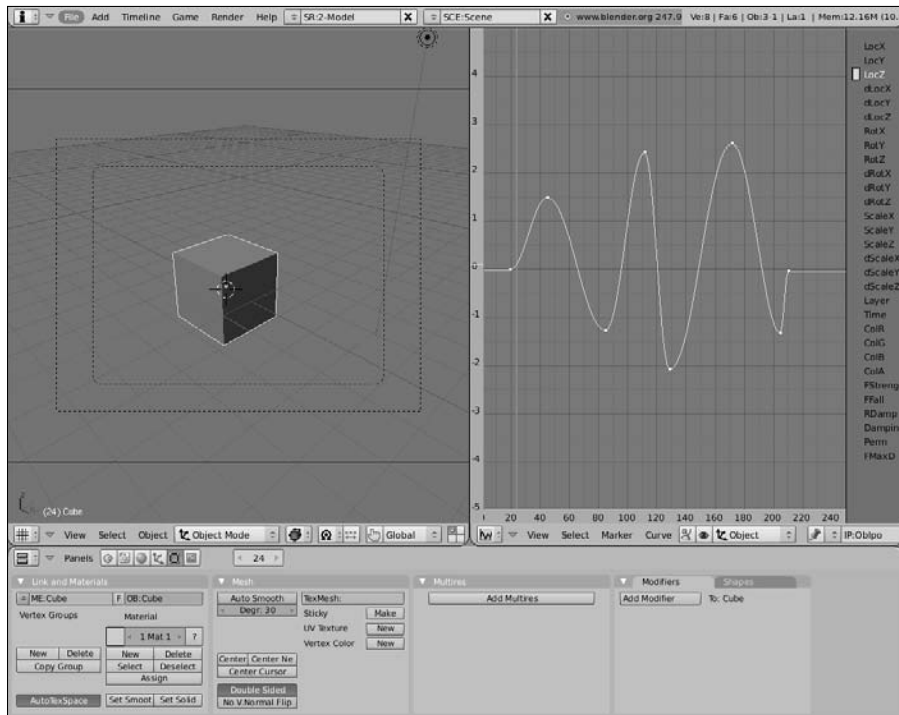 File Add Timeline Game Render Help SR:2-Model X SCE:Scene X www.blender.org 247.9 Ve:8 | Fa:6 | Ob:3-1 | La:1 | Mem:12.16M (10.
4
3
2
1
0
-1
-2
-3
-4
-5
20 40 60 80 100 120 140 160 180 200 220 240
LocX
LocY
LocZ
dLocX
dLocY
dLocZ
RotX
RotY
RotZ
dRotX
dRotY
dRotZ
ScaleX
ScaleY
ScaleZ
dScaleX
dScaleY
dScaleZ
Layer
Time
ColR
ColG
ColB
ColA
FStreng
FFall
RDamp
Dampin
Perm
FMaxD
(24) Cube
View Select Object Object Mode Global
View Select Marker Curve Object IP:ObIpo
Panels 24
Link and Materials
ME:Cube F OB:Cube
Vertex Groups Material
1 Mat 1 ?
New Delete New Delete
Copy Group Select Deselect
Assign
AutoTexSpace Set Smoot Set Solid
Mesh
Auto Smooth TexMesh:
Degr: 30 Sticky Make
UV Texture New
Vertex Color New
Center Center Ne
Center Cursor
Double Sided
No V.Normal Flip
Multires
Add Multires
Modifiers Shapes
Add Modifier To: Cube